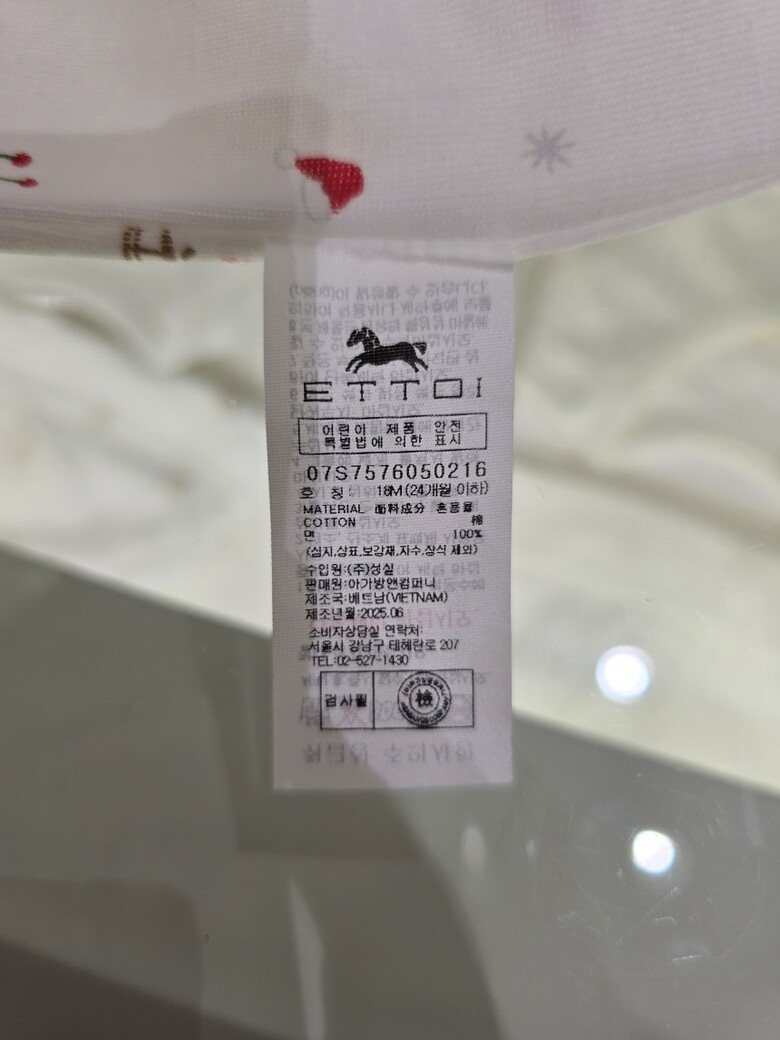 ETTOI
어린이 제품 안전
특별법에 의한 표시
07S7576050216
호 칭 : 18M(24개월 이하)
MATERIAL 面料成分 혼용율
COTTON 棉
면 100%
(심지,상표,보강재,자수,장식 제외)
수입원:(주)성실
판매원:아가방앤컴퍼니
제조국:베트남(VIETNAM)
제조년월:2025.06
소비자상담실 연락처:
서울시 강남구 테헤란로 207
TEL:02-527-1430
검사필 檢